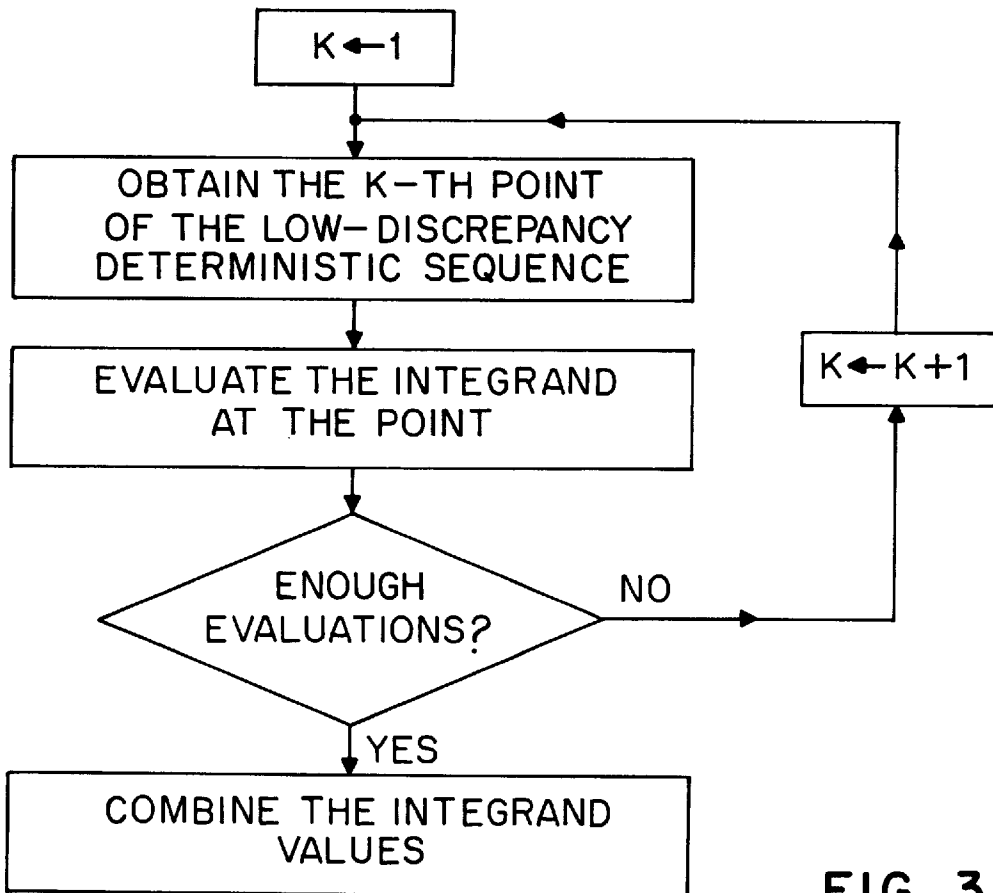 K←1
OBTAIN THE K-TH POINT
OF THE LOW-DISCREPANCY
DETERMINISTIC SEQUENCE
EVALUATE THE INTEGRAND
AT THE POINT
K←K+1
ENOUGH
EVALUATIONS?
NO
YES
COMBINE THE INTEGRAND
VALUES
FIG. 3